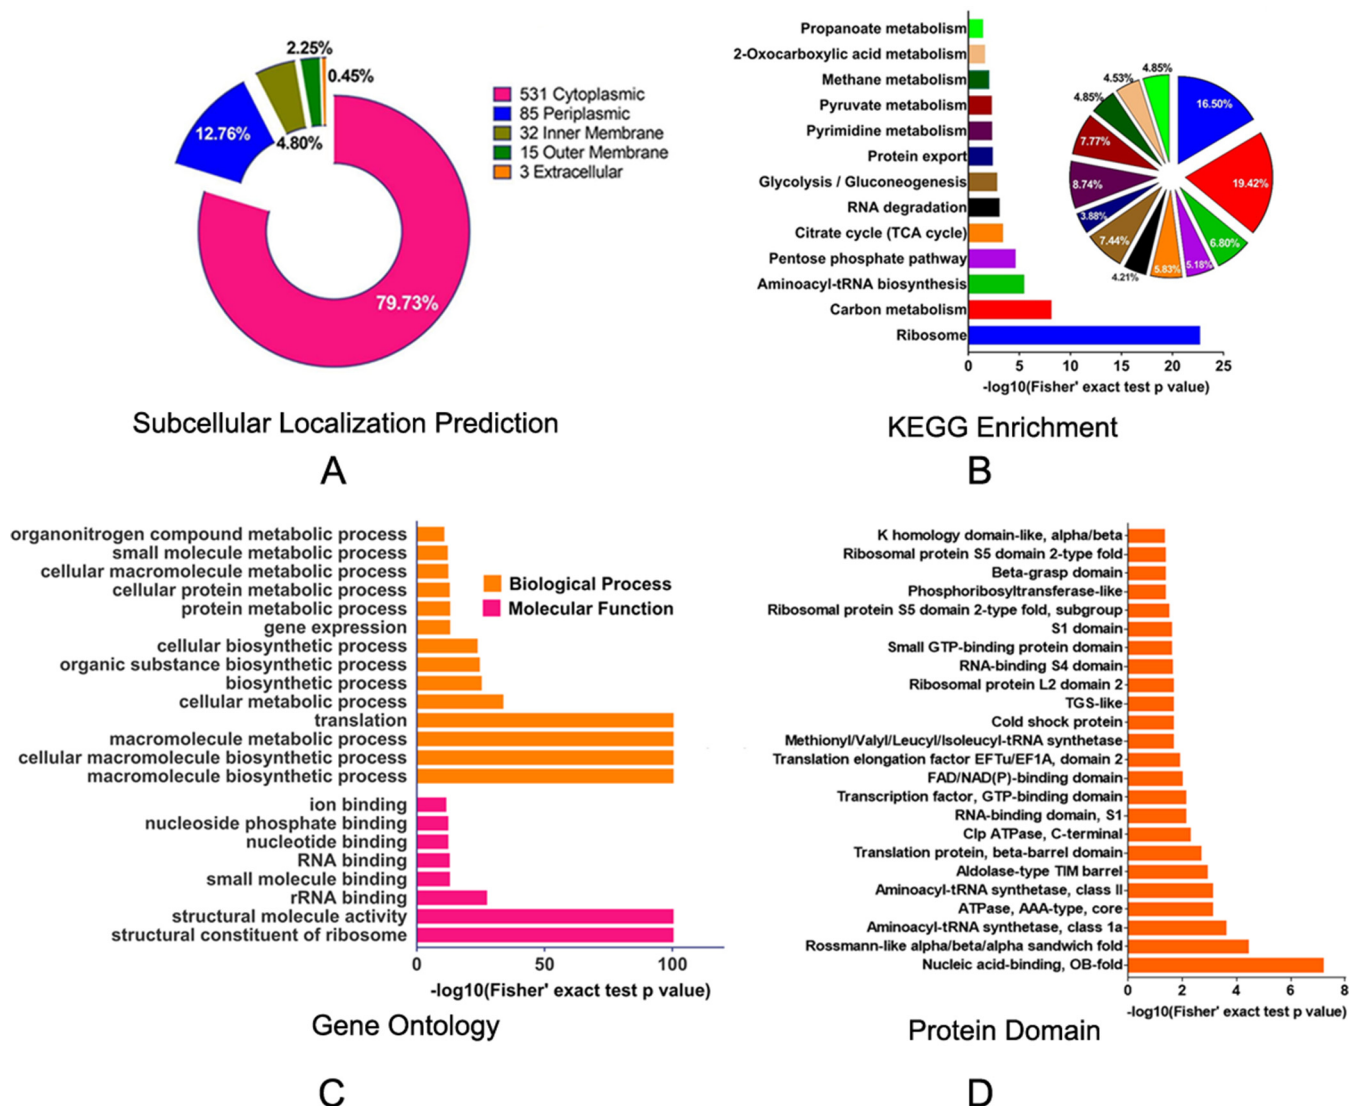 2.25%
0.45%
12.76%
4.80%
79.73%
531 Cytoplasmic
85 Periplasmic
32 Inner Membrane
15 Outer Membrane
3 Extracellular
Subcellular Localization Prediction
A
Propanoate metabolism
2-Oxocarboxylic acid metabolism
Methane metabolism
Pyruvate metabolism
Pyrimidine metabolism
Protein export
Glycolysis / Gluconeogenesis
RNA degradation
Citrate cycle (TCA cycle)
Pentose phosphate pathway
Aminoacyl-tRNA biosynthesis
Carbon metabolism
Ribosome
0 5 10 15 20 25
-log10(Fisher' exact test p value)
4.85%
4.53%
4.85%
16.50%
7.77%
8.74%
19.42%
3.88%
7.44%
6.80%
4.21%
5.83%
5.18%
KEGG Enrichment
B
organonitrogen compound metabolic process
small molecule metabolic process
cellular macromolecule metabolic process
cellular protein metabolic process
protein metabolic process
gene expression
cellular biosynthetic process
organic substance biosynthetic process
biosynthetic process
cellular metabolic process
translation
macromolecule metabolic process
cellular macromolecule biosynthetic process
macromolecule biosynthetic process
ion binding
nucleoside phosphate binding
nucleotide binding
RNA binding
small molecule binding
rRNA binding
structural molecule activity
structural constituent of ribosome
Biological Process
Molecular Function
0 50 100
-log10(Fisher' exact test p value)
Gene Ontology
C
K homology domain-like, alpha/beta
Ribosomal protein S5 domain 2-type fold
Beta-grasp domain
Phosphoribosyltransferase-like
Ribosomal protein S5 domain 2-type fold, subgroup
S1 domain
Small GTP-binding protein domain
RNA-binding S4 domain
Ribosomal protein L2 domain 2
TGS-like
Cold shock protein
Methionyl/Valyl/Leucyl/Isoleucyl-tRNA synthetase
Translation elongation factor EFTu/EF1A, domain 2
FAD/NAD(P)-binding domain
Transcription factor, GTP-binding domain
RNA-binding domain, S1
Clp ATPase, C-terminal
Translation protein, beta-barrel domain
Aldolase-type TIM barrel
Aminoacyl-tRNA synthetase, class II
ATPase, AAA-type, core
Aminoacyl-tRNA synthetase, class 1a
Rossmann-like alpha/beta/alpha sandwich fold
Nucleic acid-binding, OB-fold
0 2 4 6 8
-log10(Fisher' exact test p value)
Protein Domain
D